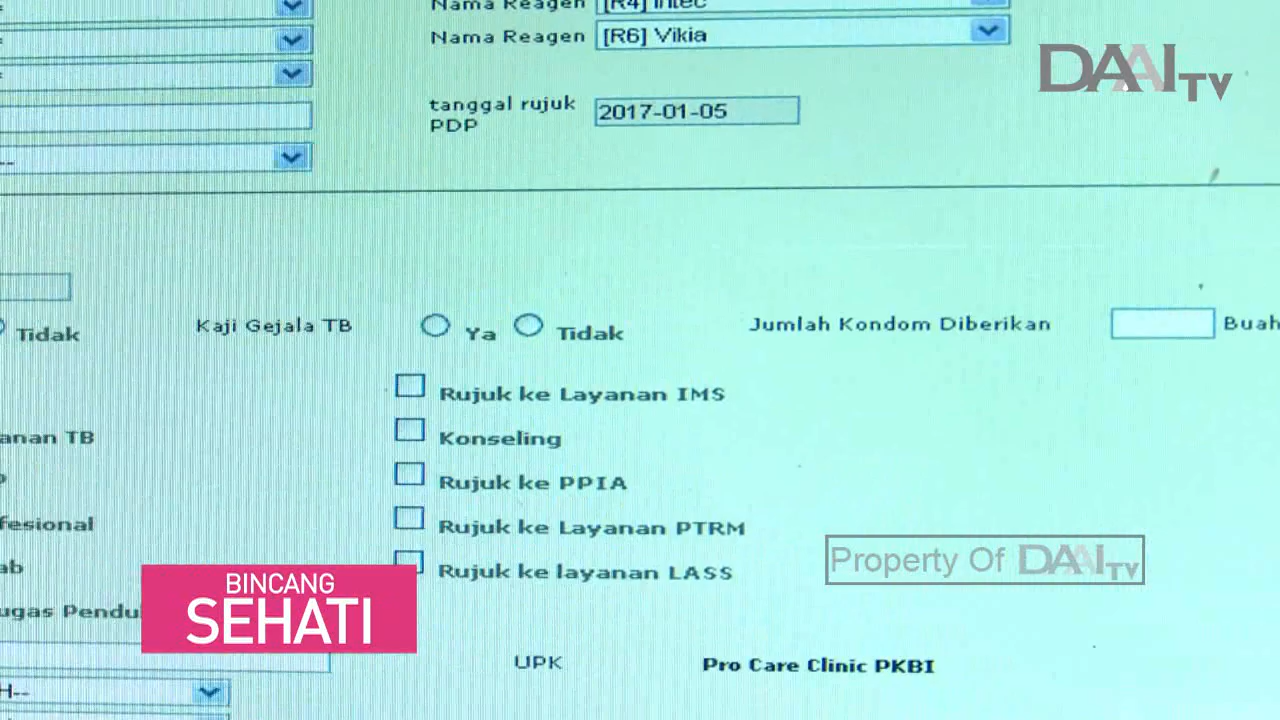 Nama Reagen [R4] Intec
Nama Reagen [R6] Vikia
DAAI TV
tanggal rujuk
PDP
2017-01-05
--
Tidak Kaji Gejala TB Ya Tidak Jumlah Kondom Diberikan Buah
Rujuk ke Layanan IMS
anan TB Konseling
Rujuk ke PPIA
fesional Rujuk ke Layanan PTRM
ab Rujuk ke layanan LASS
Property Of DAAI TV
ugas Pendu
BINCANG
SEHATI
UPK Pro Care Clinic PKBI
H--